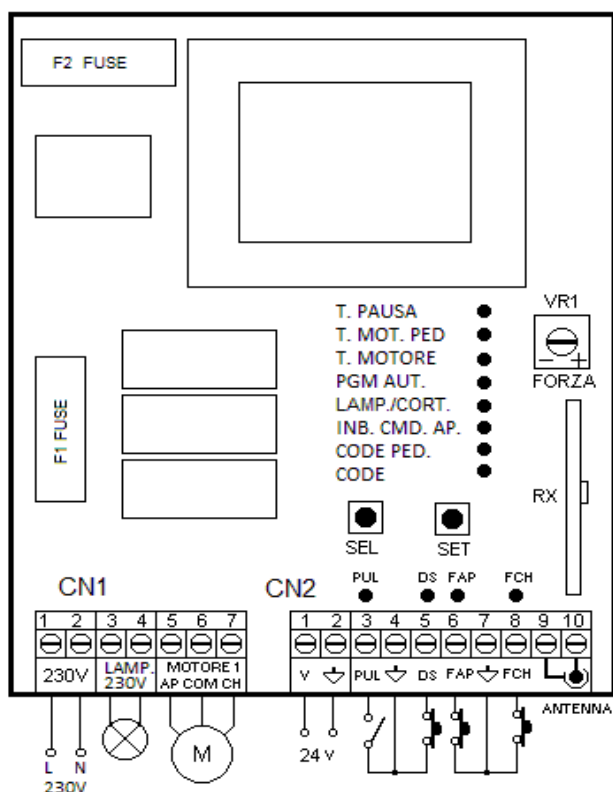 F2 FUSE
T. PAUSA
T. MOT. PED
T. MOTORE
PGM AUT.
LAMP./CORT.
INB. CMD. AP.
CODE PED.
CODE
VR1
- +
FORZA
F1 FUSE
RX
SEL
SET
CN1
CN2
PUL DS FAP FCH
1 2 3 4 5 6 7
1 2 3 4 5 6 7 8 9 10
230V
LAMP.
230V
MOTORE 1
AP COM CH
V PUL DS FAP FCH
ANTENNA
M
L N
230V
24 V